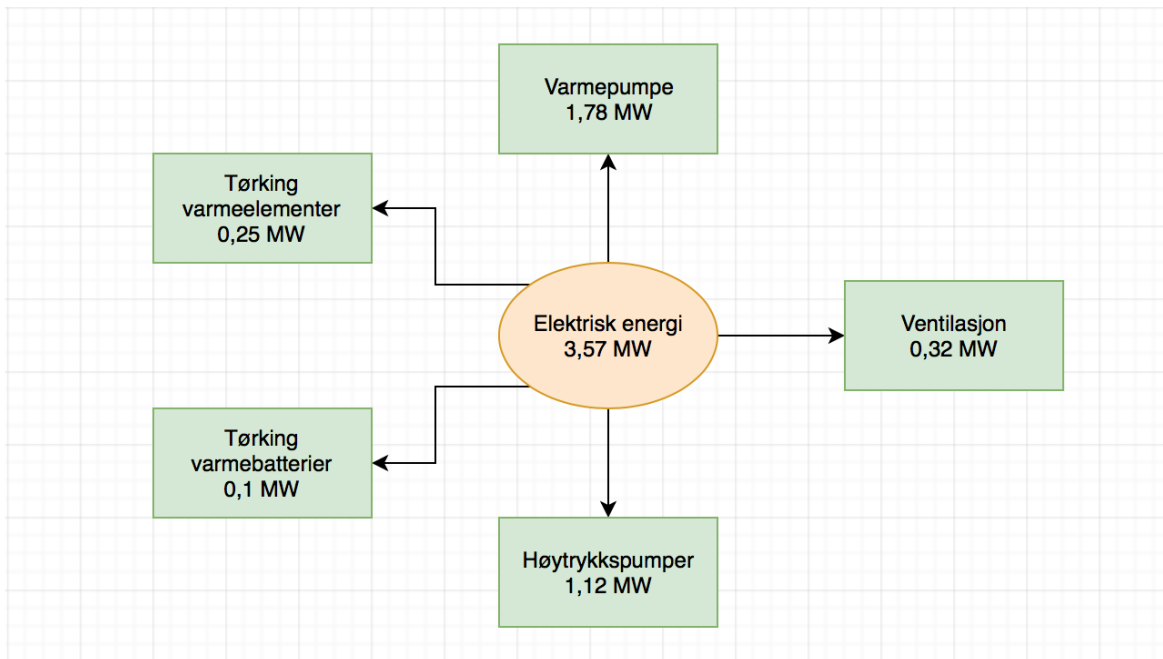 Varmepumpe
1,78 MW
Tørking
varmeelementer
0,25 MW
Elektrisk energi
3,57 MW
Ventilasjon
0,32 MW
Tørking
varmebatterier
0,1 MW
Høytrykkspumper
1,12 MW